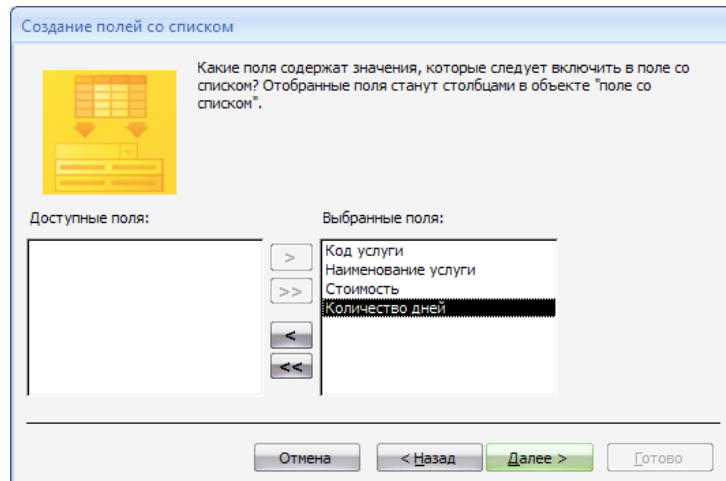 Создание полей со списком
Какие поля содержат значения, которые следует включить в поле со
списком? Отобранные поля станут столбцами в объекте "поле со
списком".
Доступные поля:
Выбранные поля:
>
>>
<
<<
Код услуги
Наименование услуги
Стоимость
Количество дней
Отмена
< Назад
Далее >
Готово